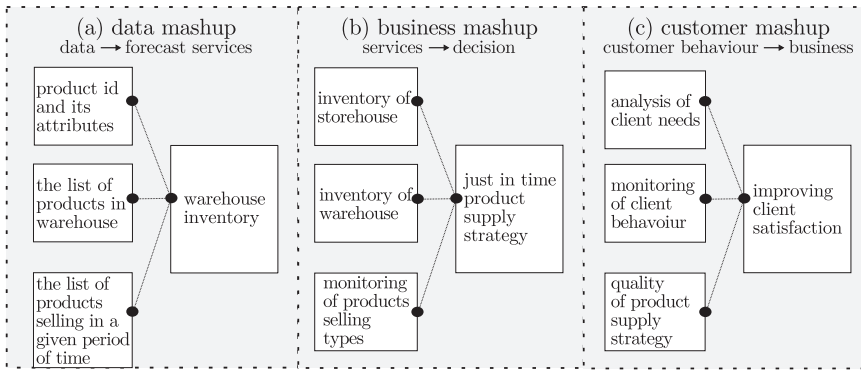 (a) data mashup
data → forecast services
product id
and its
attributes
the list of
products in
warehouse
the list of
products
selling in a
given period
of time
warehouse
inventory
(b) business mashup
services → decision
inventory of
storehouse
inventory of
warehouse
monitoring
of products
selling
types
just in time
product
supply
strategy
(c) customer mashup
customer behaviour → business
analysis of
client needs
monitoring
of client
behavoiur
quality
of product
supply
strategy
improving
client
satisfaction